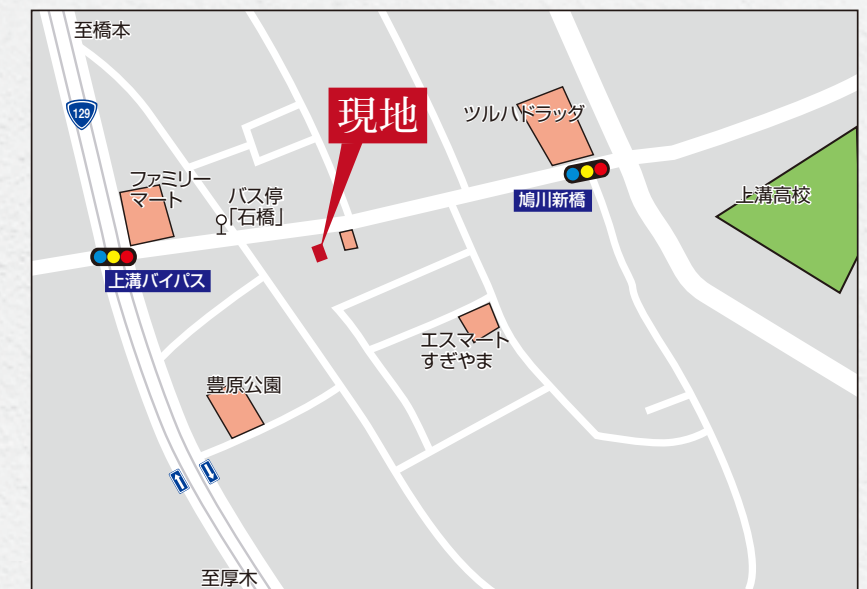 至橋本
129
現地
ツルハドラッグ
ファミリー
マート
バス停
「石橋」
鳩川新橋
上溝高校
上溝バイパス
エスマート
すぎやま
豊原公園
至厚木